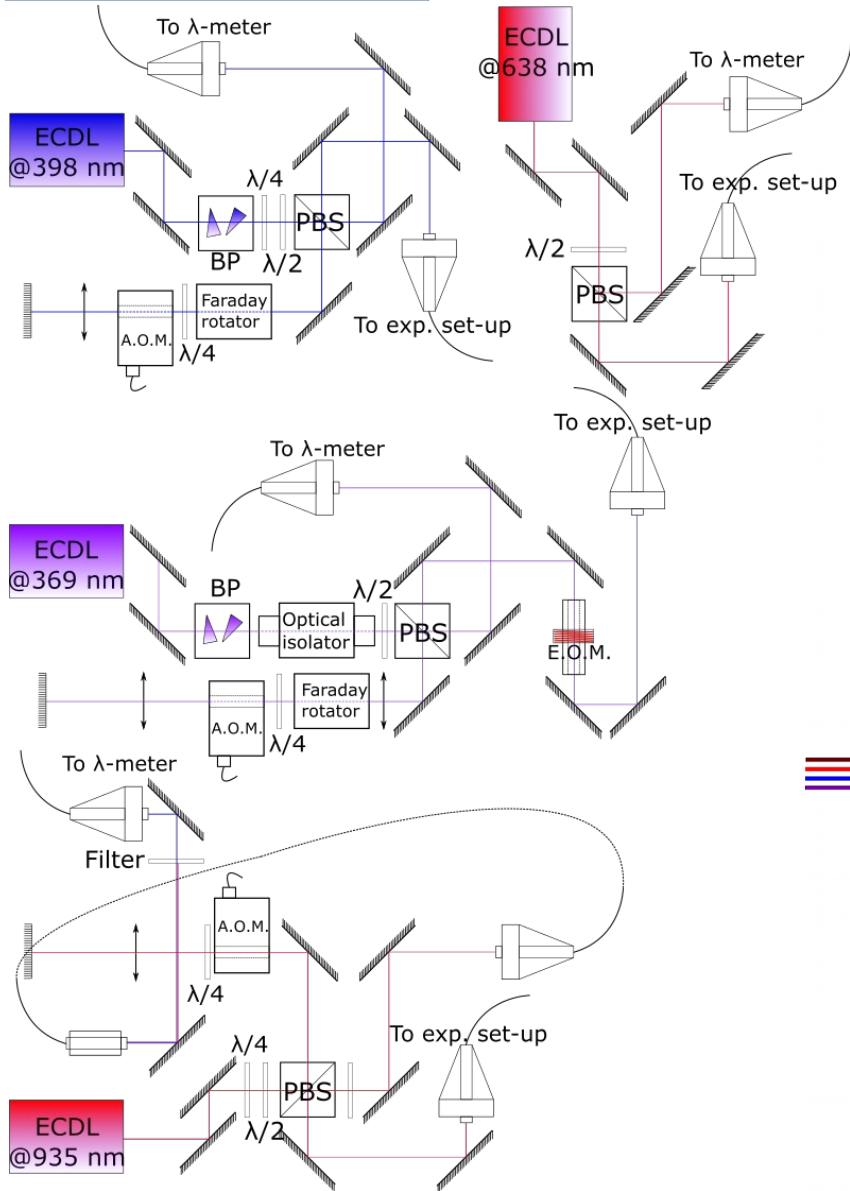 To λ-meter
ECDL
@398 nm
λ/4
PBS
BP
λ/2
Faraday
rotator
A.O.M.
λ/4
To exp. set-up
ECDL
@638 nm
To λ-meter
To exp. set-up
λ/2
PBS
To exp. set-up
To λ-meter
ECDL
@369 nm
BP
λ/2
Optical
isolator
PBS
E.O.M.
Faraday
rotator
A.O.M.
λ/4
To λ-meter
Filter
A.O.M.
λ/4
To exp. set-up
λ/4
PBS
λ/2
ECDL
@935 nm